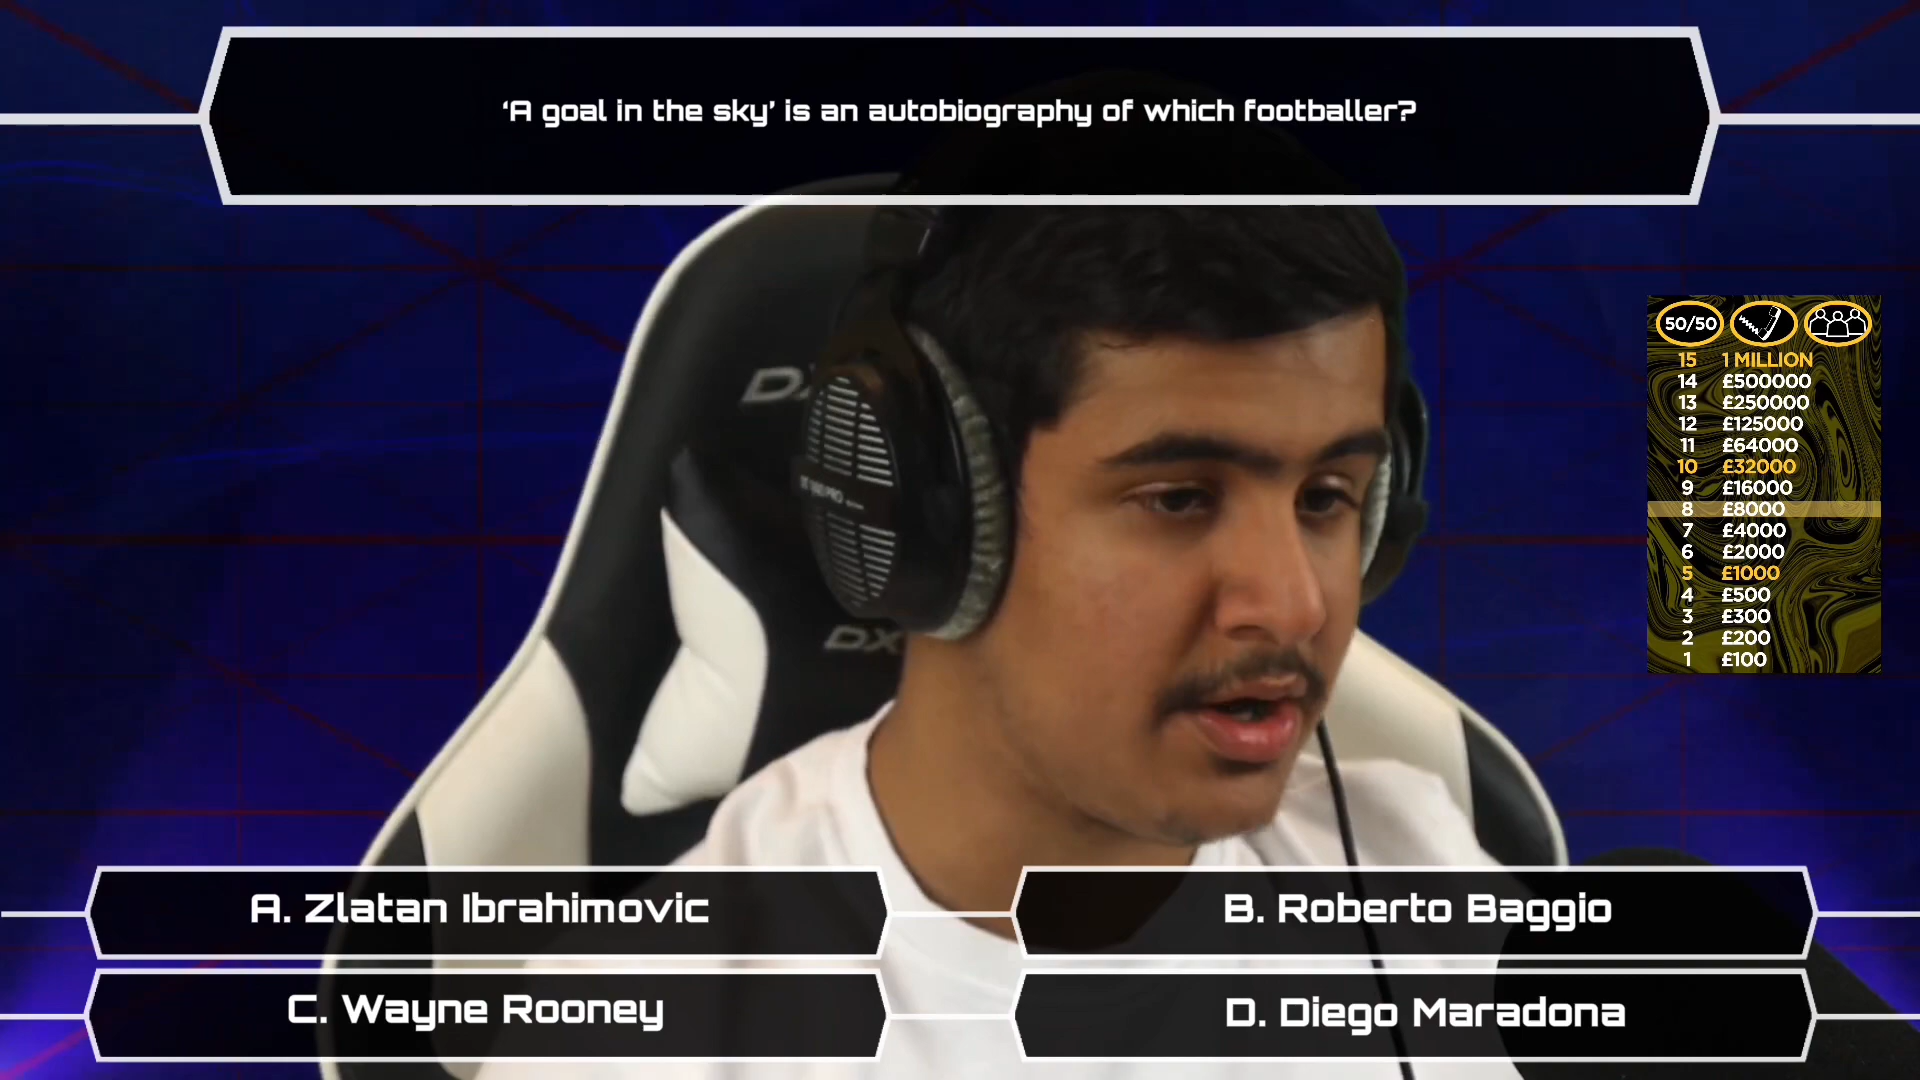 ‘A goal in the sky’ is an autobiography of which footballer?
50/50
15 1 MILLION
14 £500000
13 £250000
12 £125000
11 £64000
10 £32000
9 £16000
8 £8000
7 £4000
6 £2000
5 £1000
4 £500
3 £300
2 £200
1 £100
DX
DX
A. Zlatan Ibrahimovic
B. Roberto Baggio
C. Wayne Rooney
D. Diego Maradona